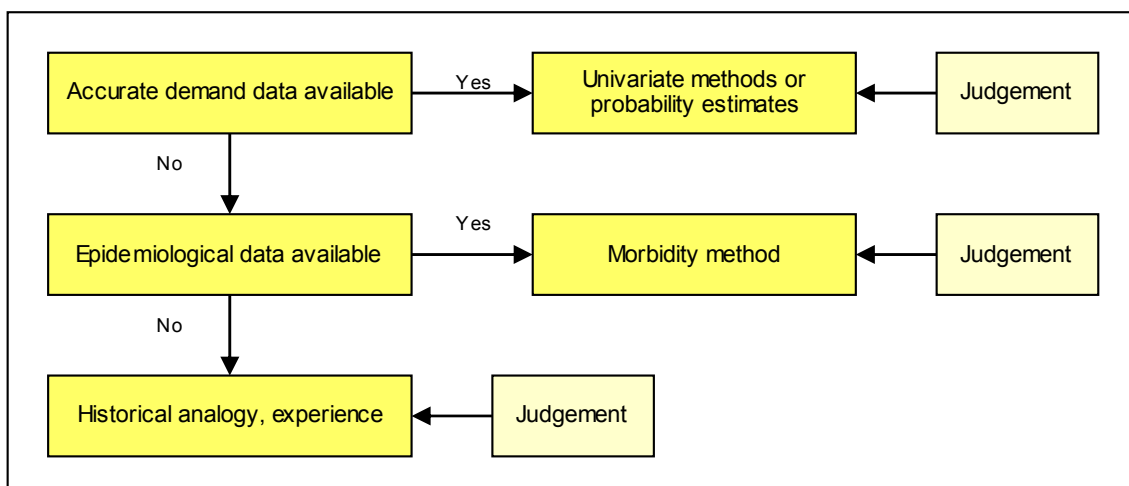 Accurate demand data available
Yes
Univariate methods or
probability estimates
Judgement
No
Epidemiological data available
Yes
Morbidity method
Judgement
No
Historical analogy, experience
Judgement